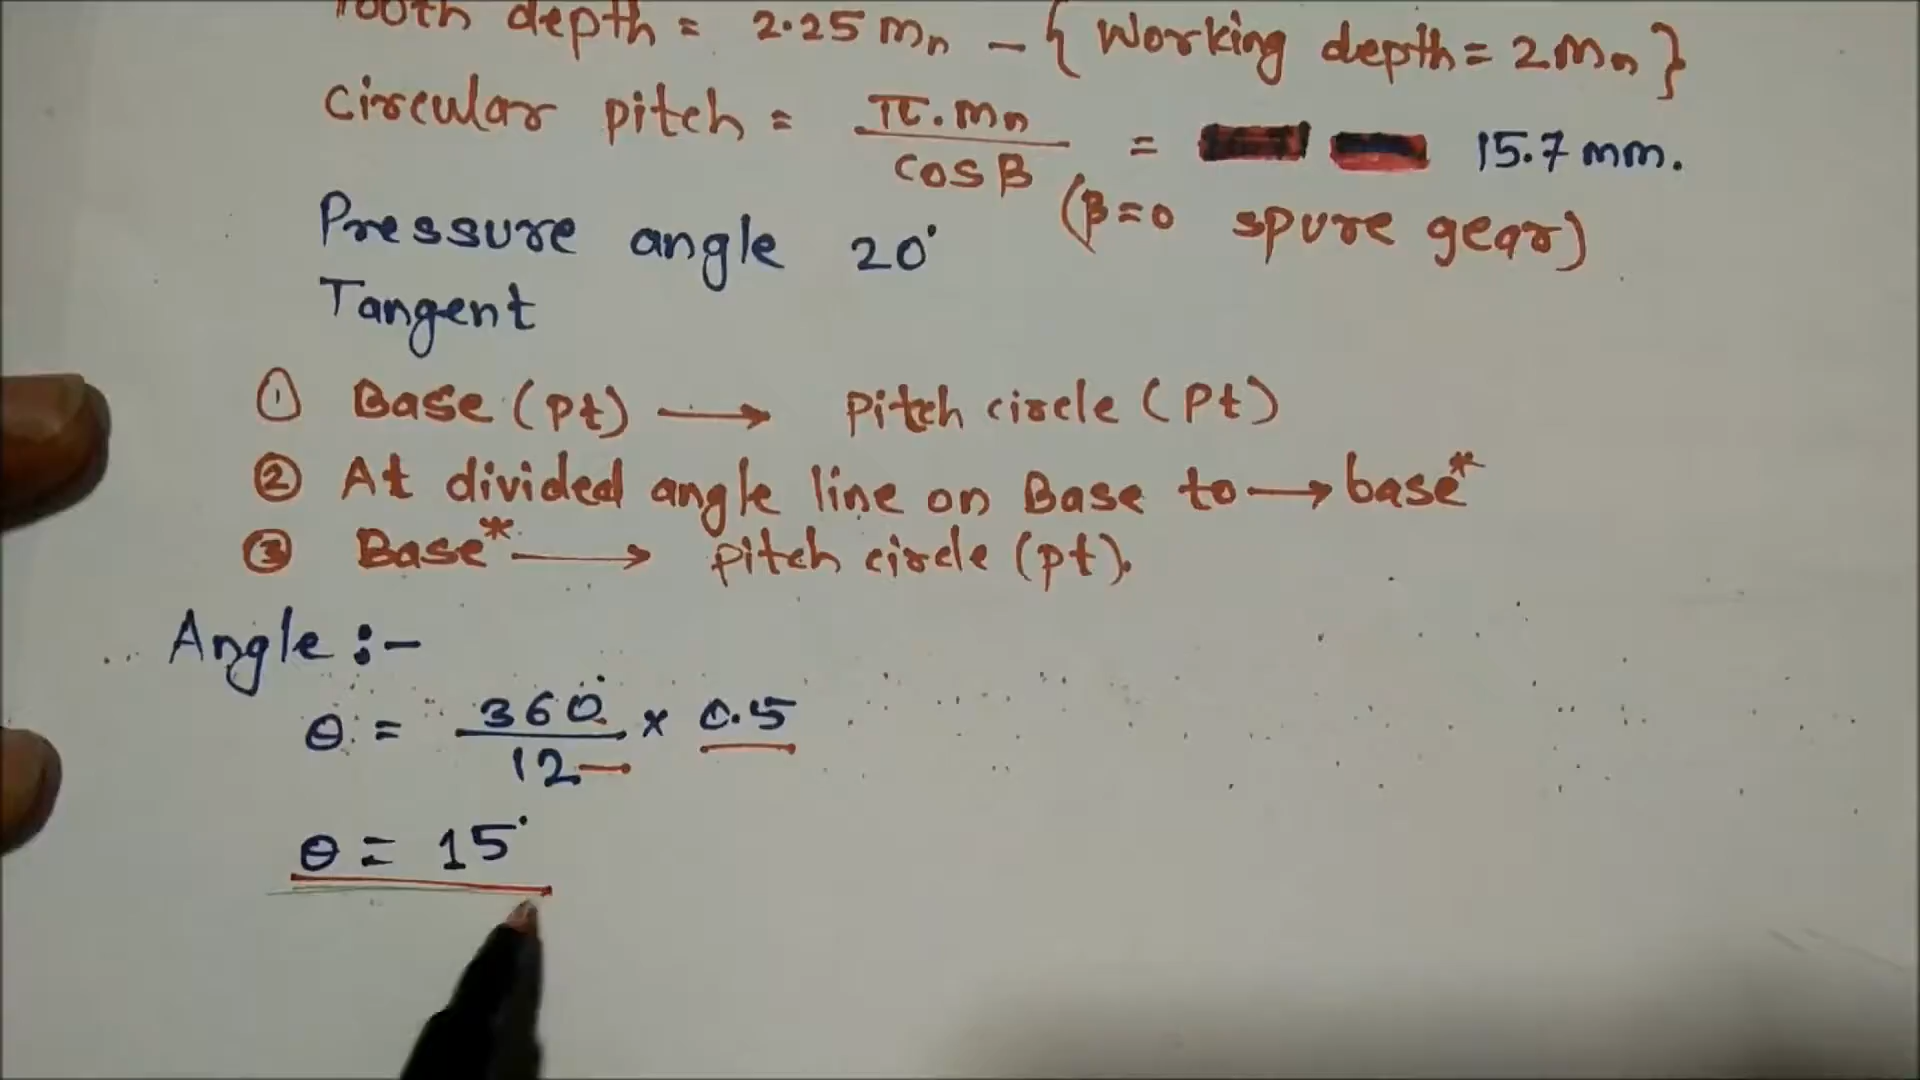 Tooth depth = 2.25 mn - { Working depth = 2mn }
Circular pitch = π.mn / cosβ = 15.7 mm.
(β=0 spure gear)
Pressure angle 20°
Tangent
① Base (pt) → pitch circle (pt)
② At divided angle line on Base to → base*
③ Base* → pitch circle (pt).
Angle :-
θ = 360° / 12 × 0.5
θ = 15°